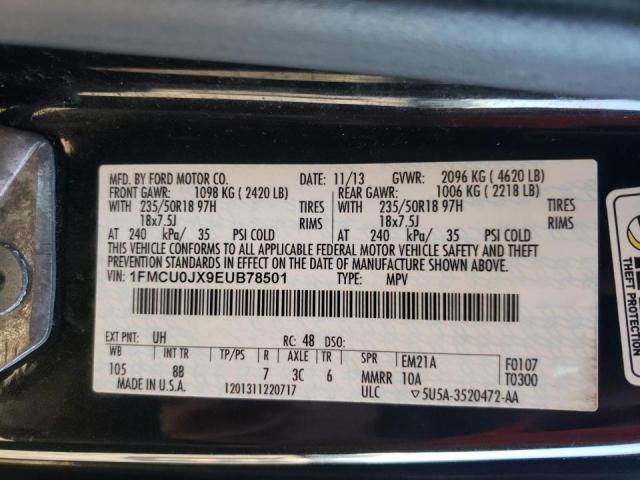 MFD. BY FORD MOTOR CO. DATE: 11/13 GVWR: 2096 KG ( 4620 LB)
FRONT GAWR: 1098 KG ( 2420 LB) REAR GAWR: 1006 KG ( 2218 LB)
WITH 235/50R18 97H TIRES WITH 235/50R18 97H TIRES
18x7.5J RIMS 18x7.5J RIMS
AT 240 kPa/ 35 PSI COLD AT 240 kPa/ 35 PSI COLD
THIS VEHICLE CONFORMS TO ALL APPLICABLE FEDERAL MOTOR VEHICLE SAFETY AND THEFT
PREVENTION STANDARDS IN EFFECT ON THE DATE OF MANUFACTURE SHOWN ABOVE.
VIN: 1FMCU0JX9EUB78501 TYPE: MPV
EXT PNT: UH RC: 48 DSO:
WB INT TR TP/PS R AXLE TR SPR EM21A F0107
105 8B 7 3C 6 MMRR 10A T0300
MADE IN U.S.A. 1201311220717 ULC ▽5U5A-3520472-AA
THEFT PROTECTION